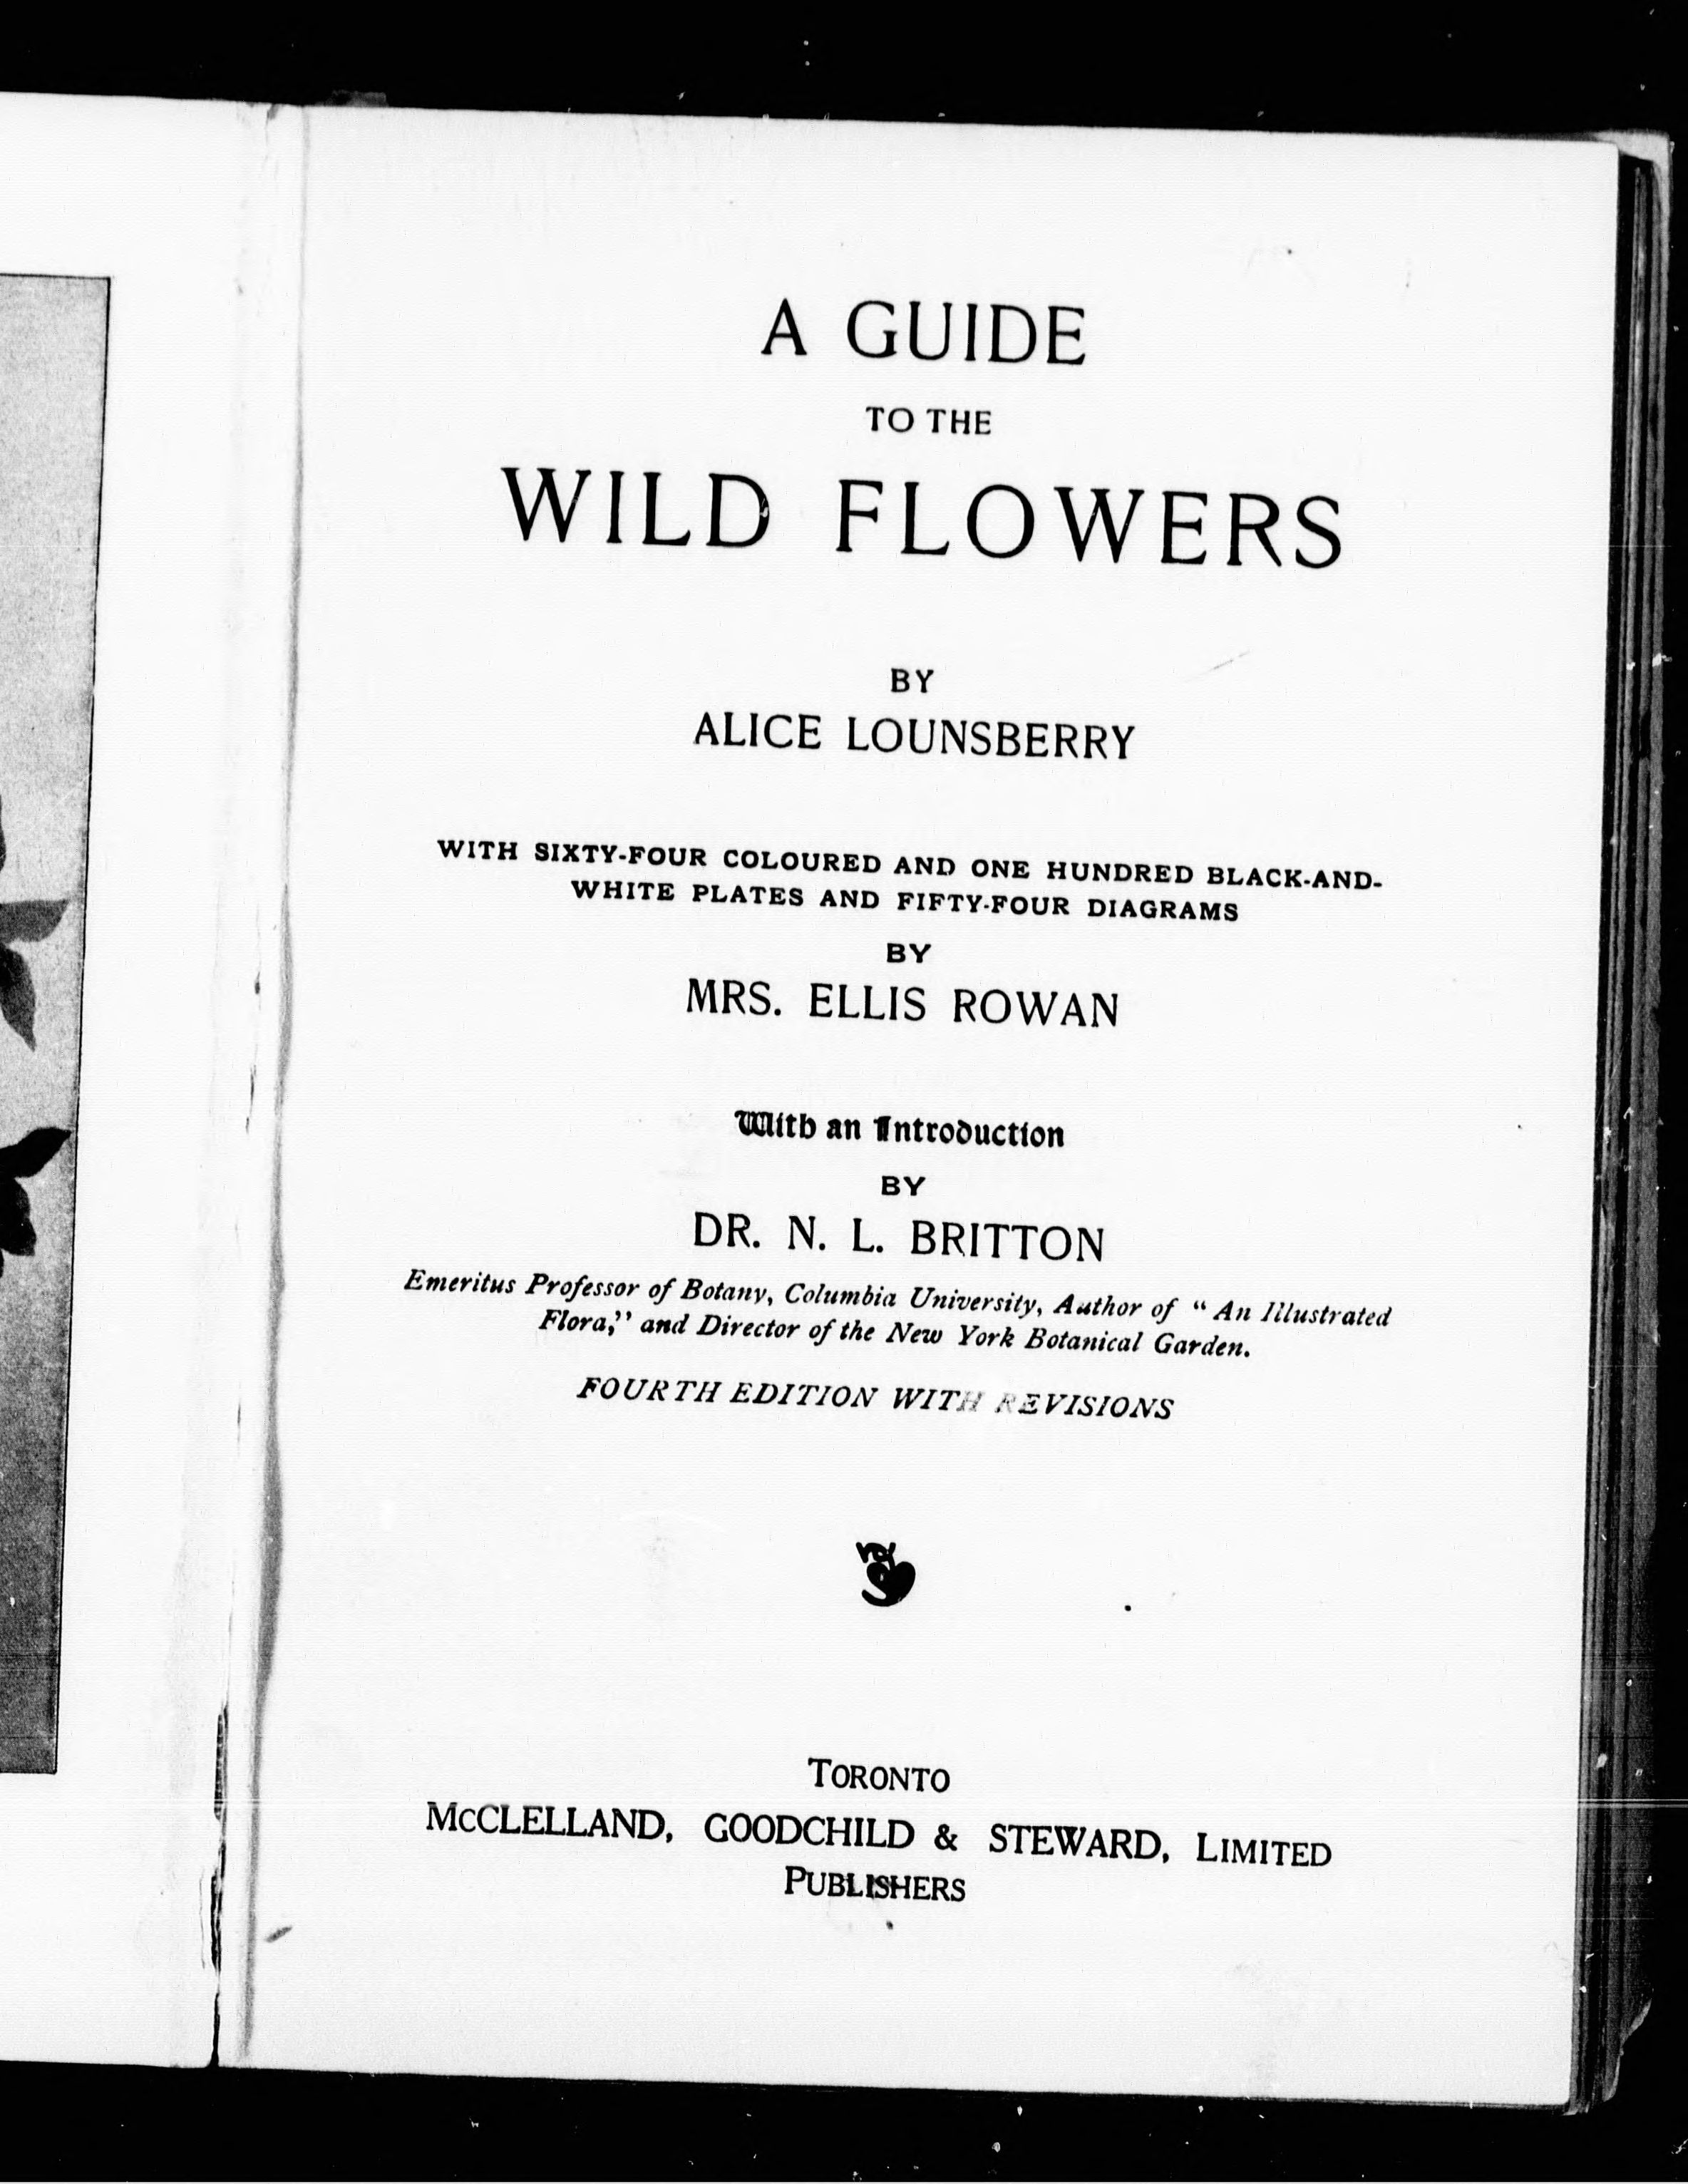 A GUIDE
TO THE
WILD FLOWERS
BY
ALICE LOUNSBERRY
WITH SIXTY-FOUR COLOURED AND ONE HUNDRED BLACK-AND-
WHITE PLATES AND FIFTY-FOUR DIAGRAMS
BY
MRS. ELLIS ROWAN
With an Introduction
BY
DR. N. L. BRITTON
Emeritus Professor of Botany, Columbia University, Author of “ An Illustrated
Flora,” and Director of the New York Botanical Garden.
FOURTH EDITION WITH REVISIONS
TORONTO
MCCLELLAND, GOODCHILD & STEWARD, LIMITED
PUBLISHERS